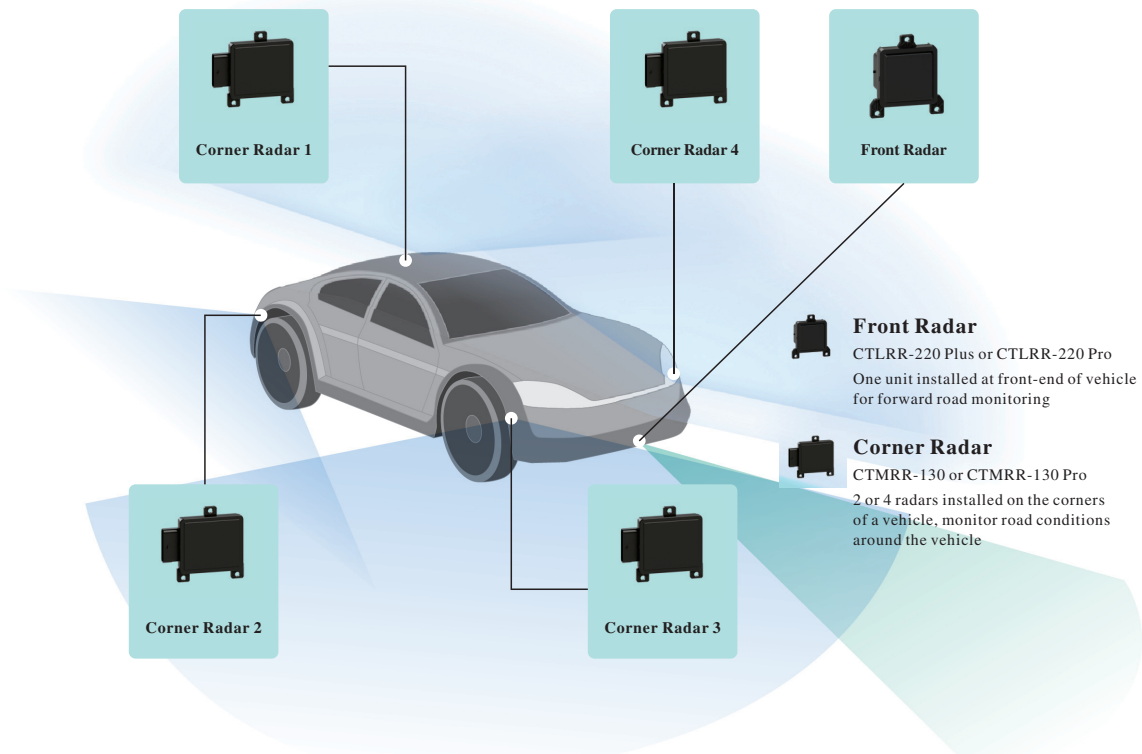 Corner Radar 1
Corner Radar 4
Front Radar
Front Radar
CTLRR-220 Plus or CTLRR-220 Pro
One unit installed at front-end of vehicle
for forward road monitoring
Corner Radar
CTMRR-130 or CTMRR-130 Pro
2 or 4 radars installed on the corners
of a vehicle, monitor road conditions
around the vehicle
Corner Radar 2
Corner Radar 3